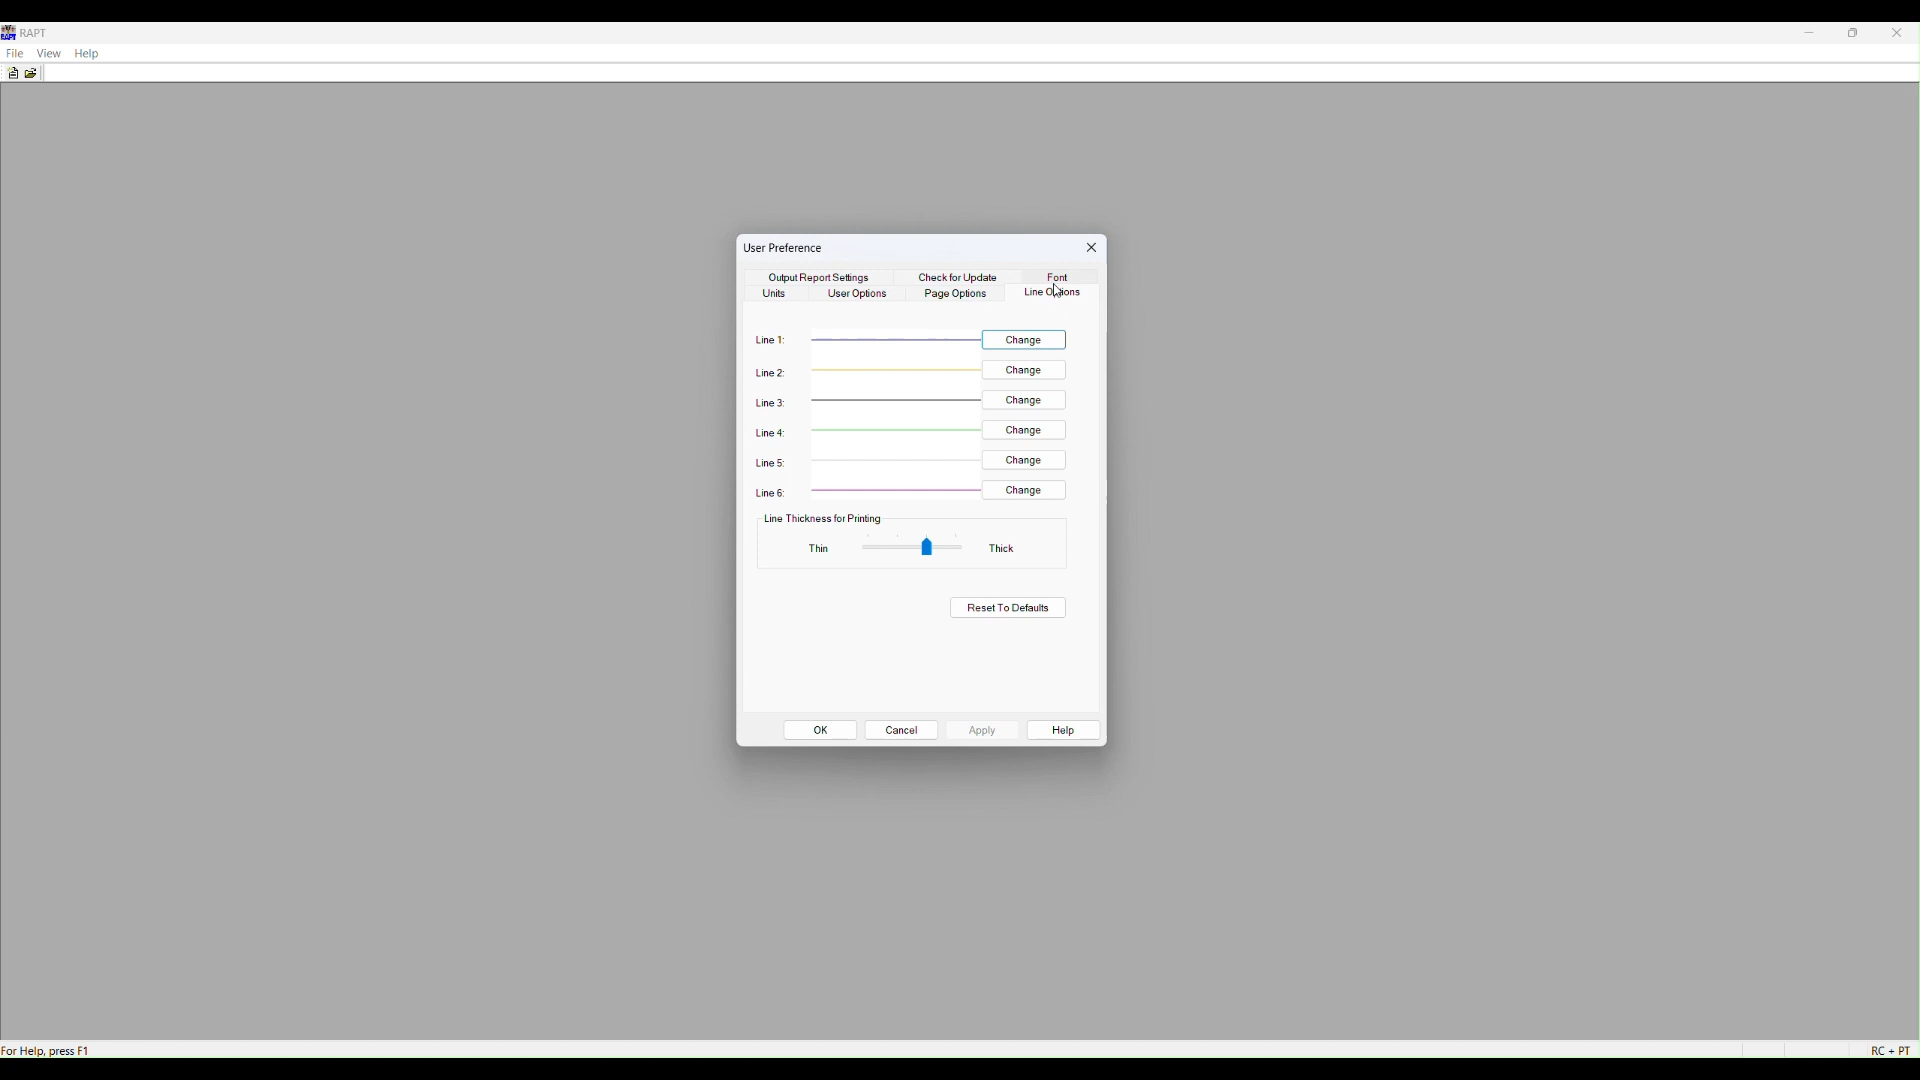 RAPT
File View Help
User Preference
Output Report Settings Check for Update Font
Units User Options Page Options Line Options
Line 1: Change
Line 2: Change
Line 3: Change
Line 4: Change
Line 5: Change
Line 6: Change
Line Thickness for Printing
Thin Thick
Reset To Defaults
OK Cancel Apply Help
For Help, press F1 RC + PT